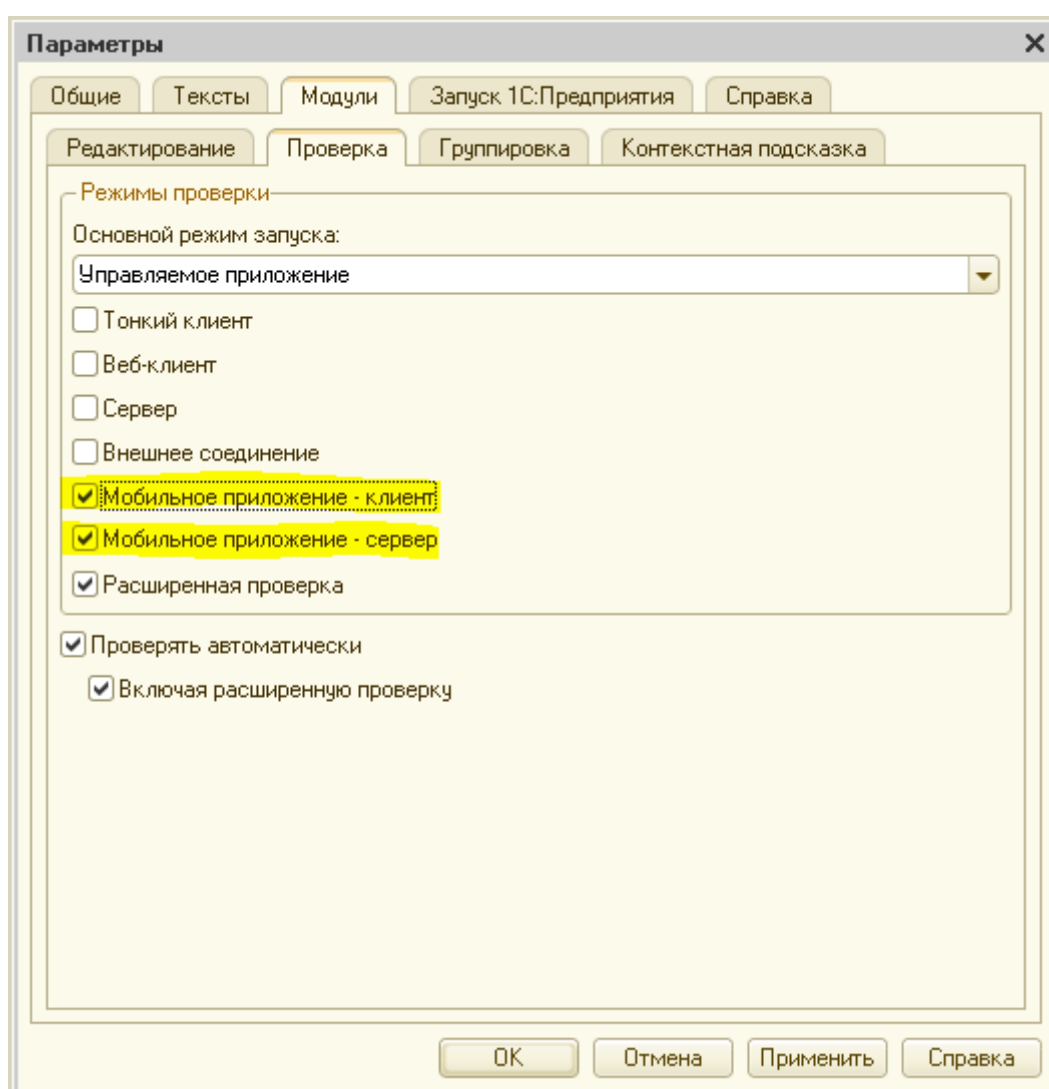 Параметры
Общие Тексты Модули Запуск 1С:Предприятия Справка
Редактирование Проверка Группировка Контекстная подсказка
Режимы проверки
Основной режим запуска:
Управляемое приложение
Тонкий клиент
Веб-клиент
Сервер
Внешнее соединение
Мобильное приложение - клиент
Мобильное приложение - сервер
Расширенная проверка
Проверять автоматически
Включая расширенную проверку
OK Отмена Применить Справка